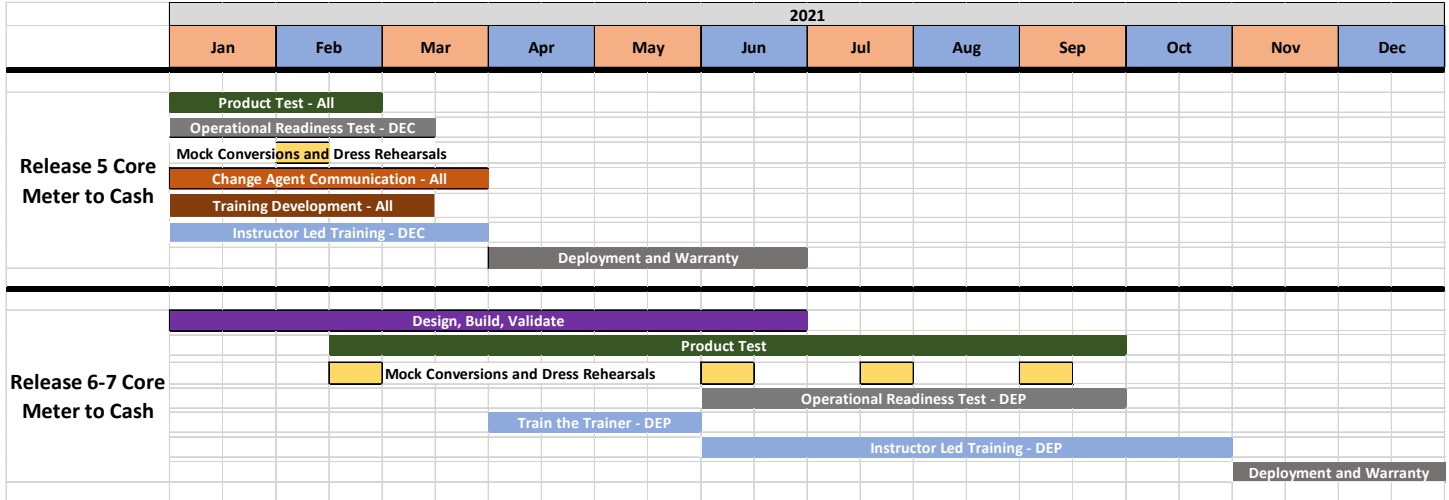 2021
Jan Feb Mar Apr May Jun Jul Aug Sep Oct Nov Dec
Release 5 Core
Meter to Cash
Product Test - All
Operational Readiness Test - DEC
Mock Conversions and Dress Rehearsals
Change Agent Communication - All
Training Development - All
Instructor Led Training - DEC
Deployment and Warranty
Release 6-7 Core
Meter to Cash
Design, Build, Validate
Product Test
Mock Conversions and Dress Rehearsals
Operational Readiness Test - DEP
Train the Trainer - DEP
Instructor Led Training - DEP
Deployment and Warranty